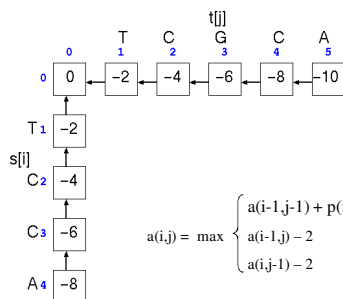 t[j]
T C G C A
0 1 2 3 4 5
0 0 -2 -4 -6 -8 -10
T 1 -2
s[i]
C 2 -4
C 3 -6
A 4 -8
a(i,j) = max
a(i-1,j-1) + p(i
a(i-1,j) – 2
a(i,j-1) – 2